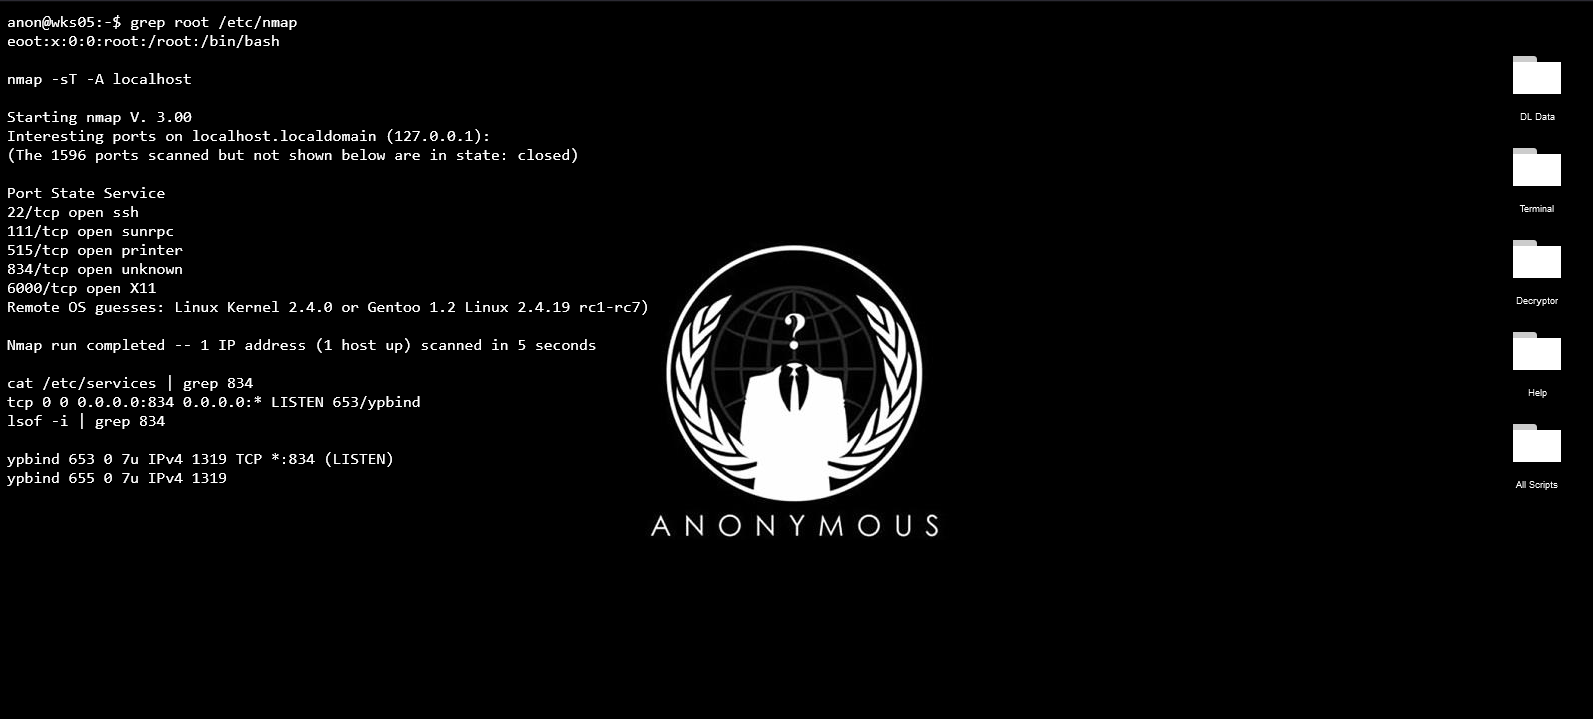 anon@wks05:-$ grep root /etc/nmap
eoot:x:0:0:root:/root:/bin/bash
nmap -sT -A localhost
Starting nmap V. 3.00
Interesting ports on localhost.localdomain (127.0.0.1):
(The 1596 ports scanned but not shown below are in state: closed)
Port State Service
22/tcp open ssh
111/tcp open sunrpc
515/tcp open printer
834/tcp open unknown
6000/tcp open X11
Remote OS guesses: Linux Kernel 2.4.0 or Gentoo 1.2 Linux 2.4.19 rc1-rc7)
Nmap run completed -- 1 IP address (1 host up) scanned in 5 seconds
cat /etc/services | grep 834
tcp 0 0 0.0.0.0:834 0.0.0.0:* LISTEN 653/ypbind
lsof -i | grep 834
ypbind 653 0 7u IPv4 1319 TCP *:834 (LISTEN)
ypbind 655 0 7u IPv4 1319
?
ANONYMOUS
DL Data
Terminal
Decryptor
Help
All Scripts